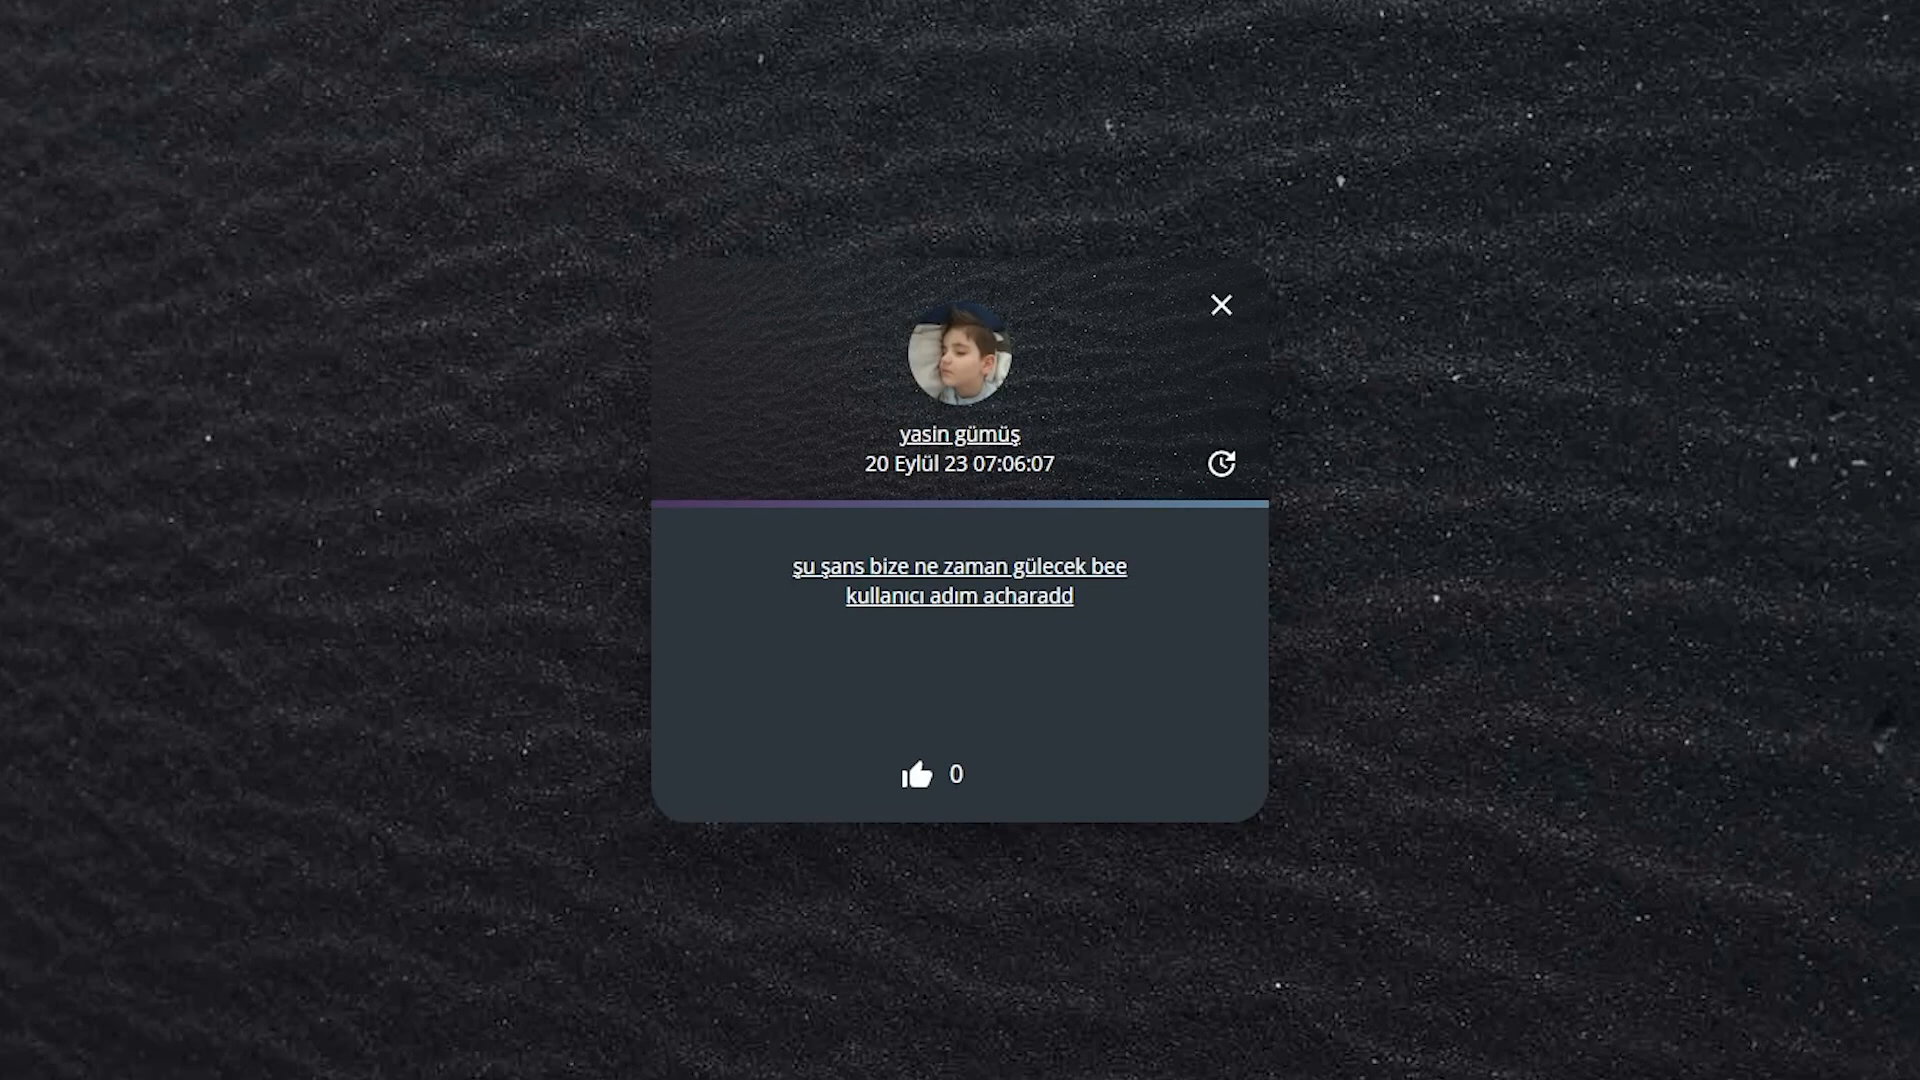 yasin gümüş
20 Eylül 23 07:06:07
şu şans bize ne zaman gülecek bee
kullanıcı adım acharadd
0